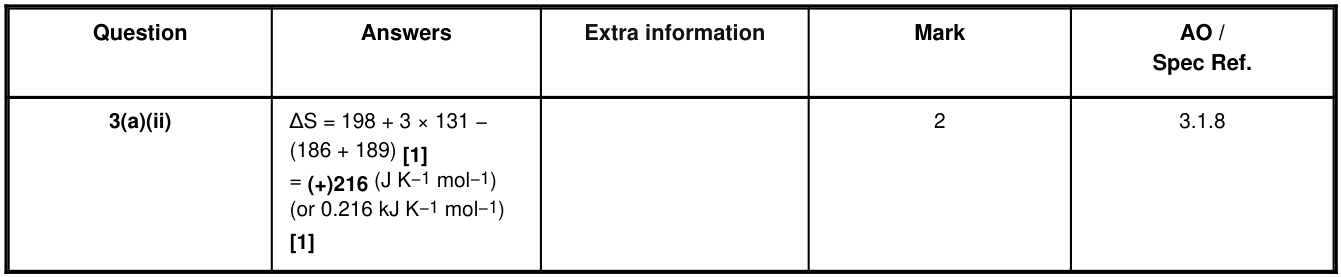 Question
Answers
Extra information
Mark
AO /
Spec Ref.
3(a)(ii)
ΔS = 198 + 3 × 131 –
(186 + 189) [1]
= (+)216 (J K–1 mol–1)
(or 0.216 kJ K–1 mol–1)
[1]
2
3.1.8